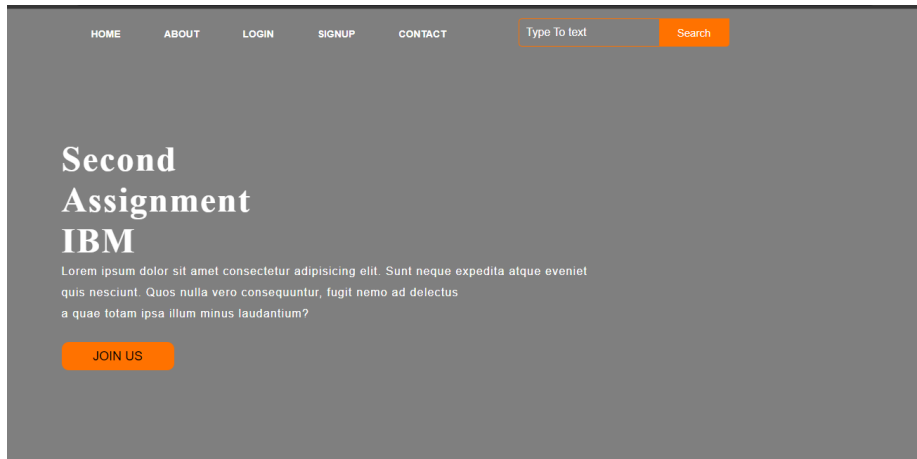 HOME ABOUT LOGIN SIGNUP CONTACT Type To text Search
Second
Assignment
IBM
Lorem ipsum dolor sit amet consectetur adipisicing elit. Sunt neque expedita atque eveniet
quis nesciunt. Quos nulla vero consequuntur, fugit nemo ad delectus
a quae totam ipsa illum minus laudantium?
JOIN US